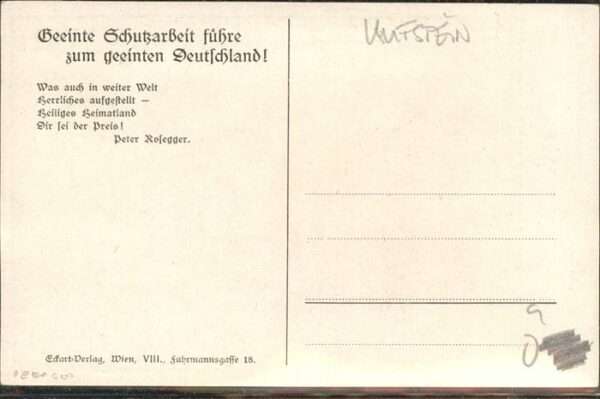 Geeinte Schutzarbeit führe
zum geeinten Deutschland!
Was auch in weiter Welt
Herrliches aufgestellt —
Heiliges Heimatland
Dir sei der Preis!
Peter Rosegger.
Eckart-Verlag, Wien, VIII., Fuhrmannsgasse 18.
9